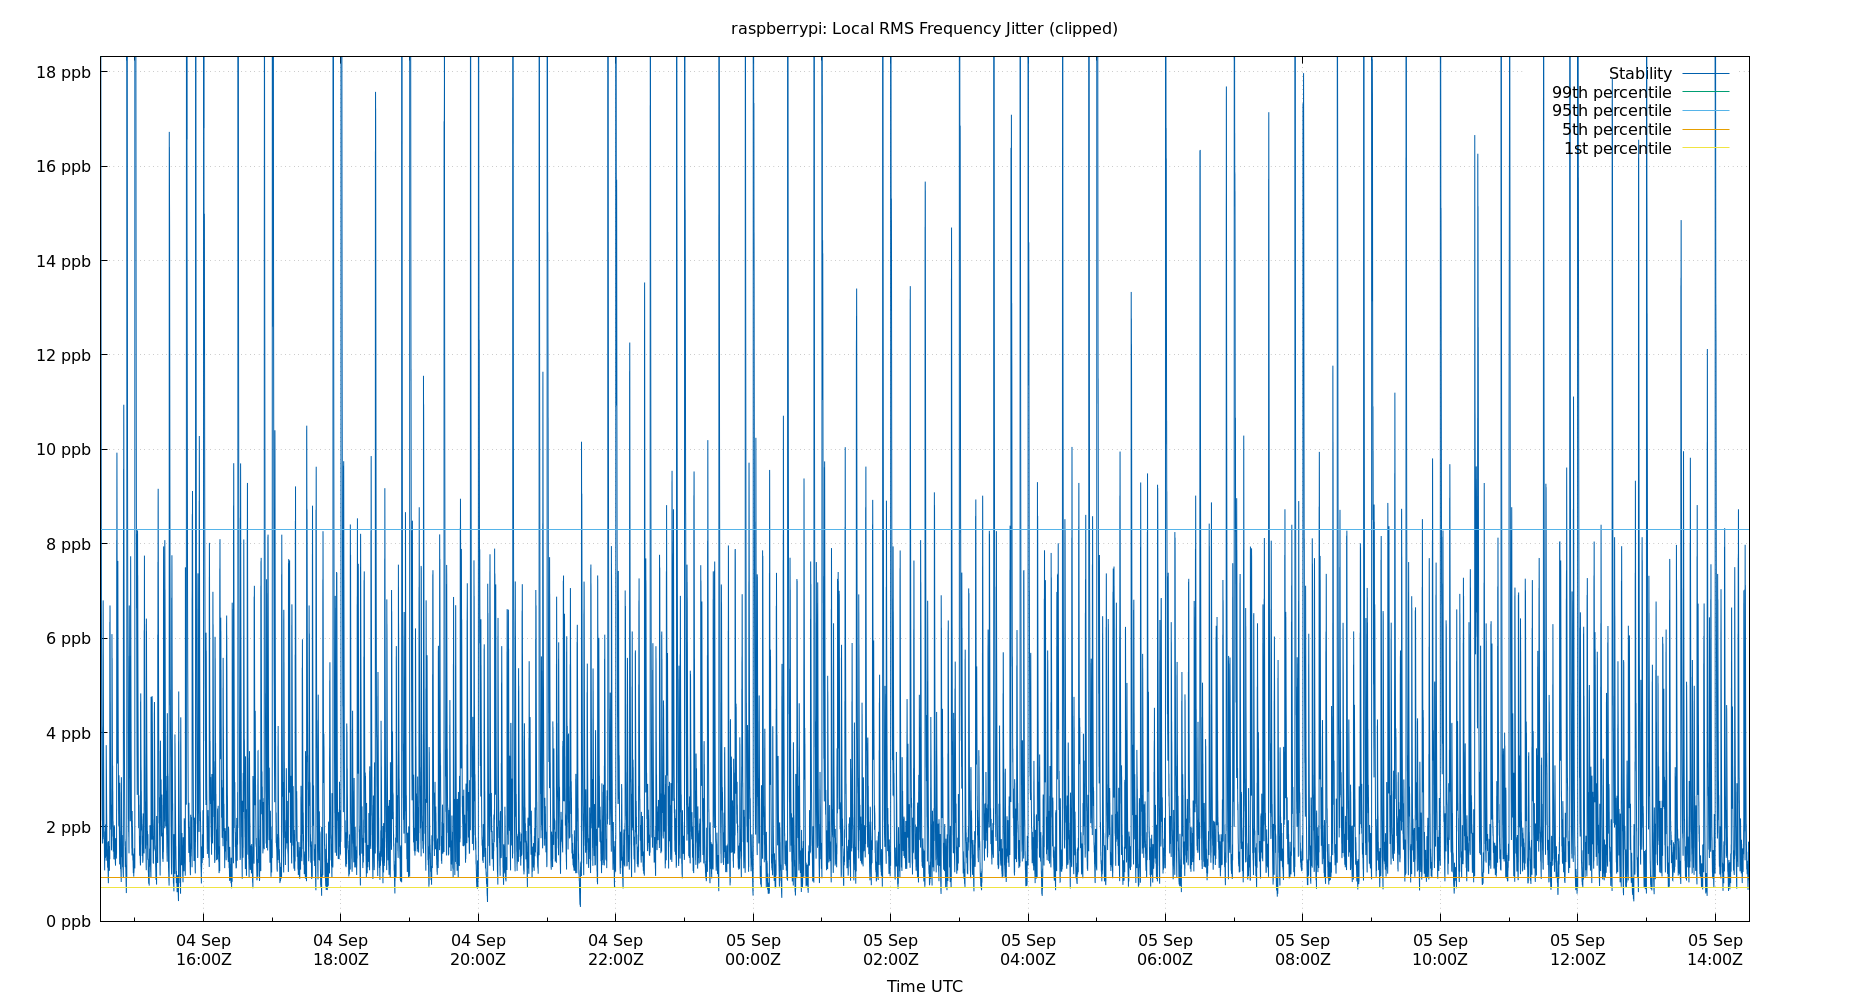 raspberrypi: Local RMS Frequency Jitter (clipped)
18 ppb
16 ppb
14 ppb
12 ppb
10 ppb
8 ppb
6 ppb
4 ppb
2 ppb
0 ppb
Stability
99th percentile
95th percentile
5th percentile
1st percentile
04 Sep
16:00Z
04 Sep
18:00Z
04 Sep
20:00Z
04 Sep
22:00Z
05 Sep
00:00Z
05 Sep
02:00Z
05 Sep
04:00Z
05 Sep
06:00Z
05 Sep
08:00Z
05 Sep
10:00Z
05 Sep
12:00Z
05 Sep
14:00Z
Time UTC